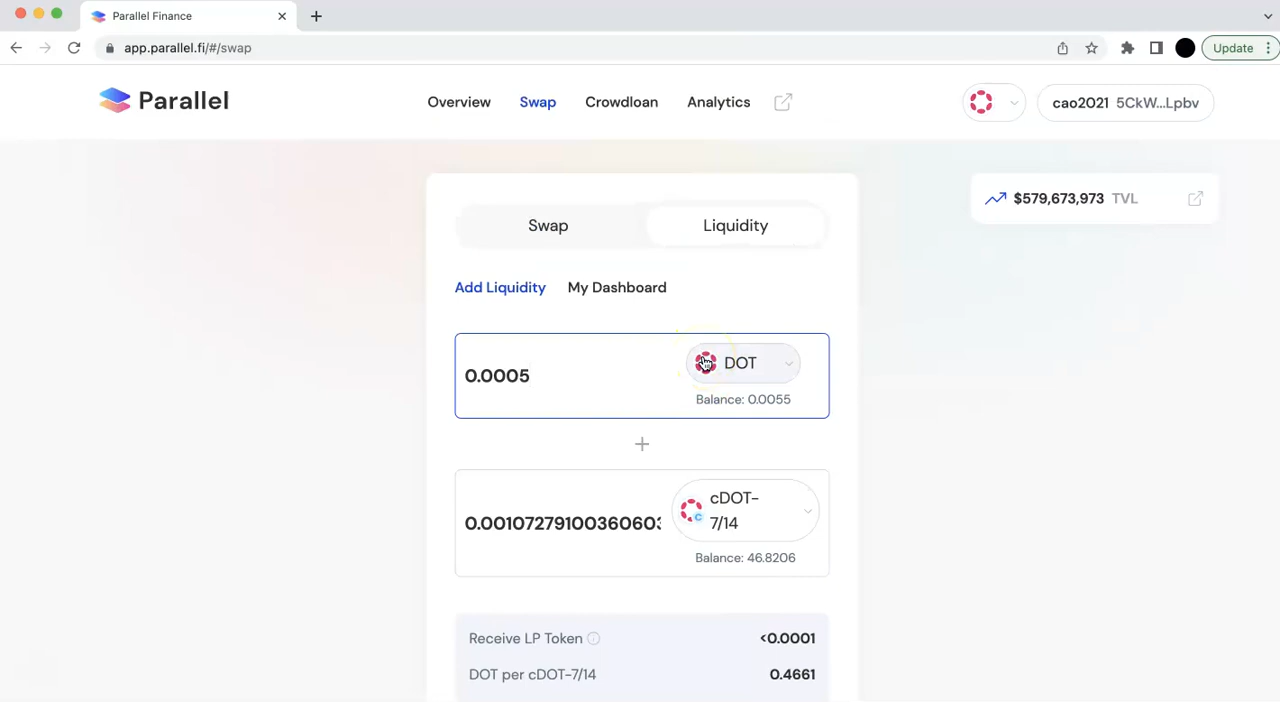 Parallel Finance
app.parallel.fi/#/swap
Update
Parallel
Overview
Swap
Crowdloan
Analytics
cao2021 5CkW...Lpbv
$579,673,973 TVL
Swap
Liquidity
Add Liquidity
My Dashboard
0.0005
DOT
Balance: 0.0055
+
0.00107279100360603
cDOT-
7/14
Balance: 46.8206
Receive LP Token
<0.0001
DOT per cDOT-7/14
0.4661